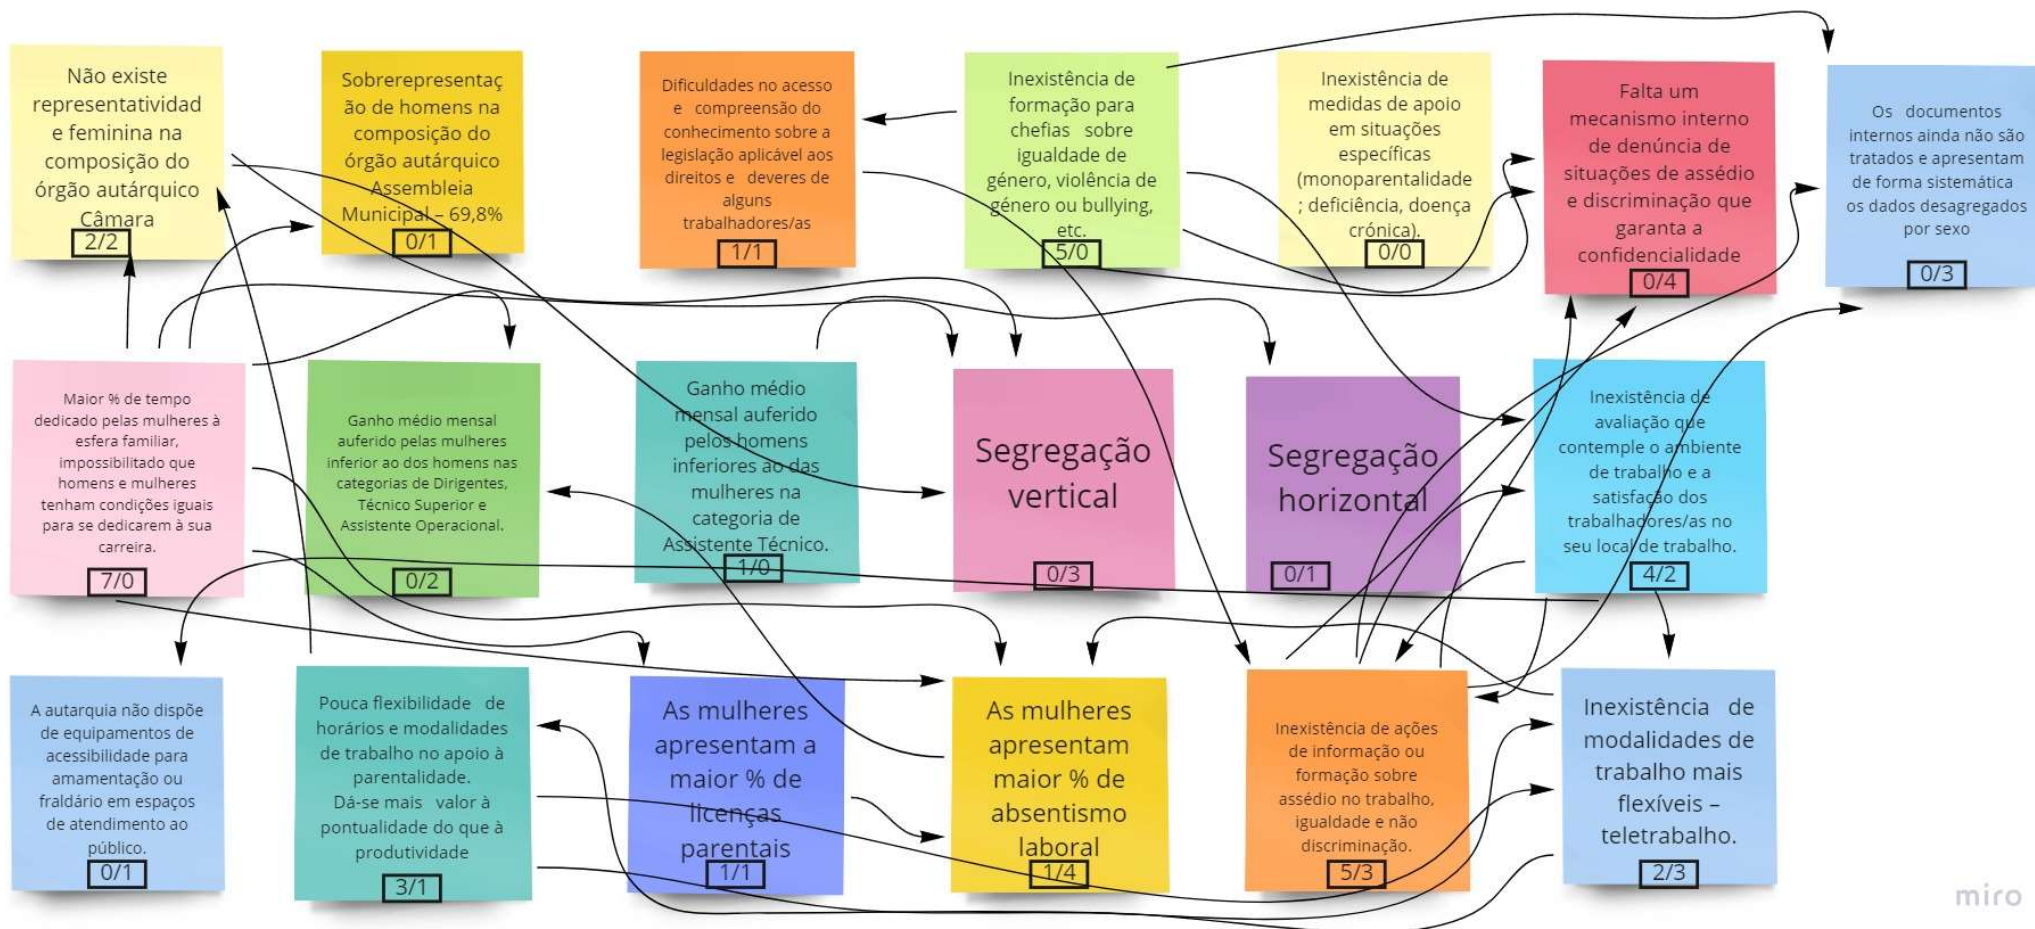 Não existe
representatividad
e feminina na
composição do
órgão autárquico
Câmara
2/2
Sobrerepresentaç
ão de homens na
composição do
órgão autárquico
Assembleia
Municipal – 69,8%
0/1
Dificuldades no acesso
e compreensão do
conhecimento sobre a
legislação aplicável aos
direitos e deveres de
alguns
trabalhadores/as
1/1
Inexistência de
formação para
chefias sobre
igualdade de
género, violência de
género ou bullying,
etc.
5/0
Inexistência de
medidas de apoio
em situações
específicas
(monoparentalidade
; deficiência, doença
crónica).
0/0
Falta um
mecanismo interno
de denúncia de
situações de assédio
e discriminação que
garanta a
confidencialidade
0/4
Os documentos
internos ainda não são
tratados e apresentam
de forma sistemática
os dados desagregados
por sexo
0/3
Maior % de tempo
dedicado pelas mulheres à
esfera familiar,
impossibilitado que
homens e mulheres
tenham condições iguais
para se dedicarem à sua
carreira.
7/0
Ganho médio mensal
auferido pelas mulheres
inferior ao dos homens nas
categorias de Dirigentes,
Técnico Superior e
Assistente Operacional.
0/2
Ganho médio
mensal auferido
pelos homens
inferiores ao das
mulheres na
categoria de
Assistente Técnico.
1/0
Segregação
vertical
0/3
Segregação
horizontal
0/1
Inexistência de
avaliação que
contemple o ambiente
de trabalho e a
satisfação dos
trabalhadores/as no
seu local de trabalho.
4/2
A autarquia não dispõe
de equipamentos de
acessibilidade para
amamentação ou
fraldário em espaços
de atendimento ao
público.
0/1
Pouca flexibilidade de
horários e modalidades
de trabalho no apoio à
parentalidade.
Dá-se mais valor à
pontualidade do que à
produtividade
3/1
As mulheres
apresentam a
maior % de
licenças
parentais
1/1
As mulheres
apresentam
maior % de
absentismo
laboral
1/4
Inexistência de ações
de informação ou
formação sobre
assédio no trabalho,
igualdade e não
discriminação.
5/3
Inexistência de
modalidades de
trabalho mais
flexíveis –
teletrabalho.
2/3
miro